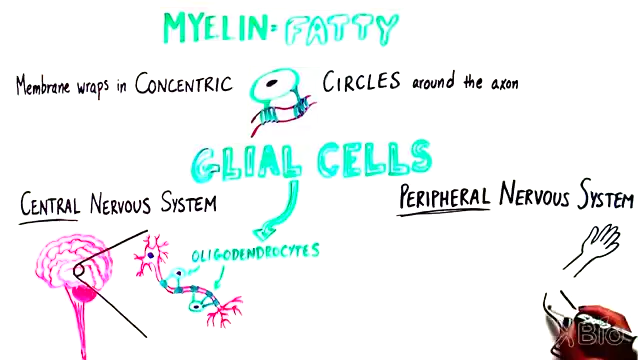 MYELIN = FATTY
Membrane wraps in CONCENTRIC CIRCLES around the axon
GLIAL CELLS
CENTRAL NERVOUS SYSTEM
PERIPHERAL NERVOUS SYSTEM
OLIGODENDROCYTES
Bio